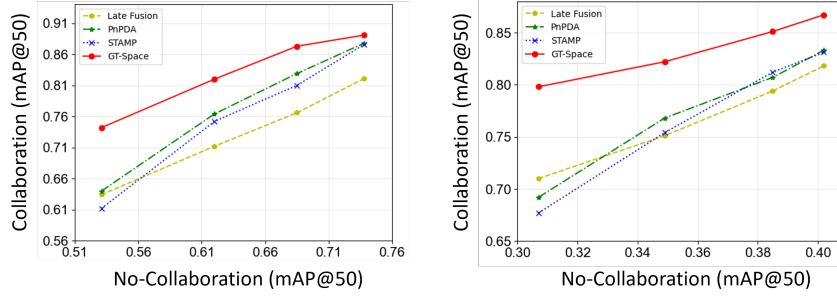 Late Fusion
PnPDA
STAMP
GT-Space
0.91
0.86
0.81
0.76
0.71
0.66
0.61
0.56
0.51
0.56
0.61
0.66
0.71
0.76
Collaboration (mAP@50)
No-Collaboration (mAP@50)
Late Fusion
PnPDA
STAMP
GT-Space
0.85
0.80
0.75
0.70
0.65
0.30
0.32
0.34
0.36
0.38
0.40
Collaboration (mAP@50)
No-Collaboration (mAP@50)